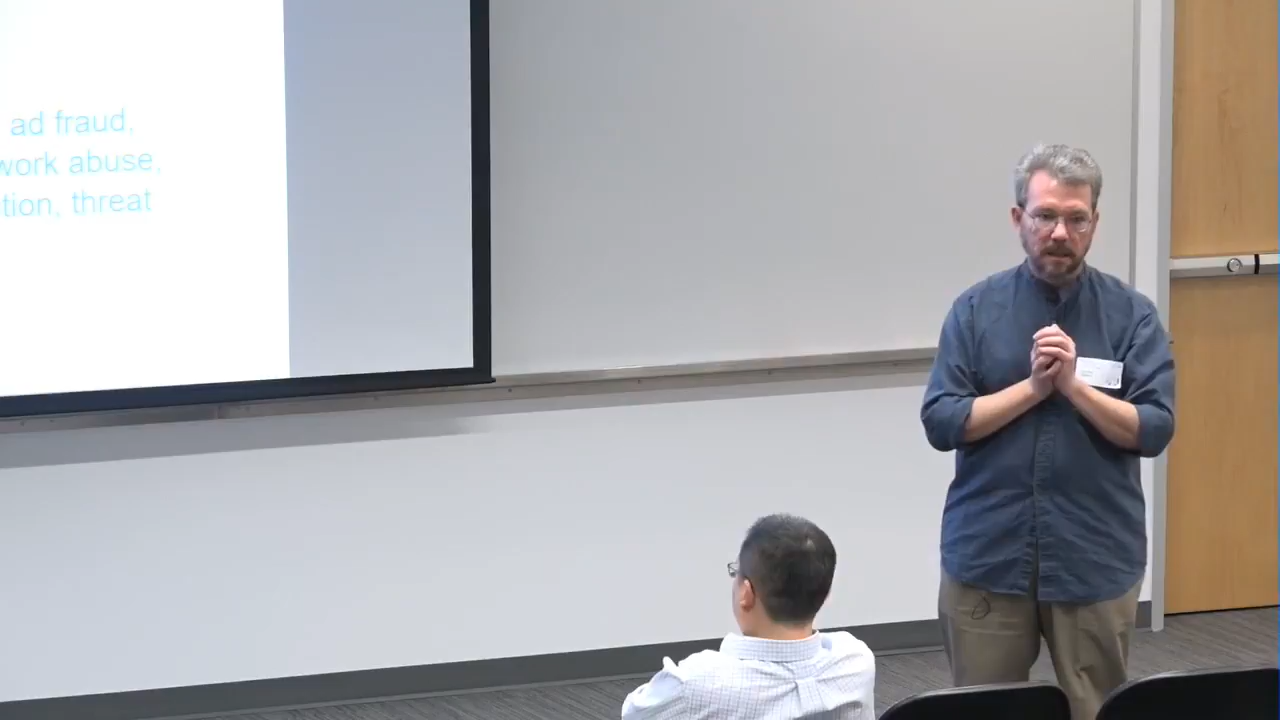 ad fraud,
work abuse,
tion, threat